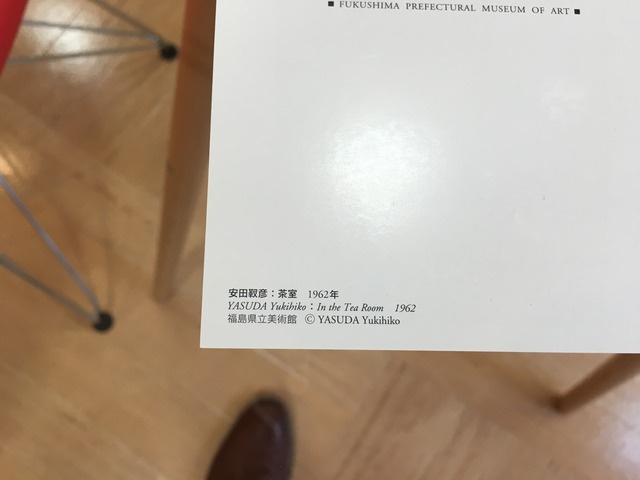 ■ FUKUSHIMA PREFECTURAL MUSEUM OF ART ■
安田靫彦：茶室　1962年
YASUDA Yukihiko：In the Tea Room　1962
福島県立美術館　© YASUDA Yukihiko